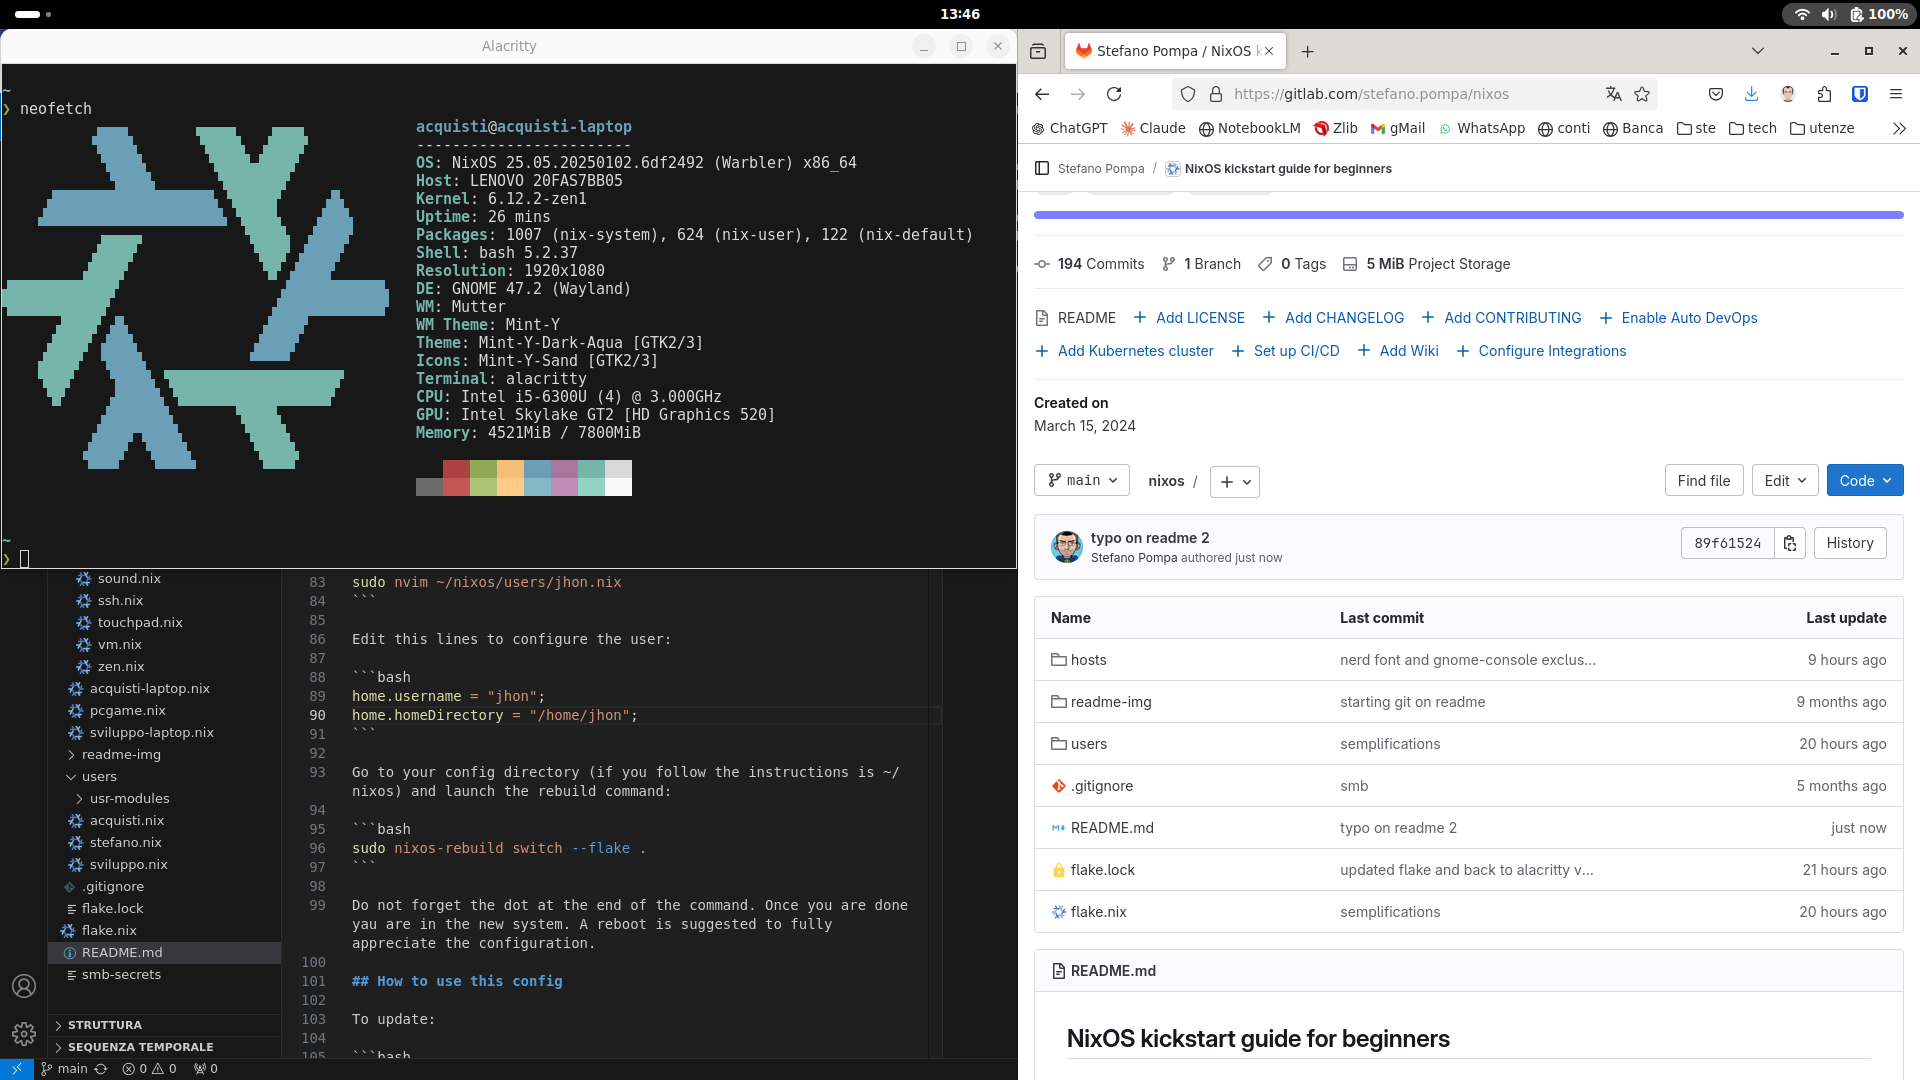 13:46
100%
Alacritty
~
❯ neofetch
acquisti@acquisti-laptop
------------------------
OS: NixOS 25.05.20250102.6df2492 (Warbler) x86_64
Host: LENOVO 20FAS7BB05
Kernel: 6.12.2-zen1
Uptime: 26 mins
Packages: 1007 (nix-system), 624 (nix-user), 122 (nix-default)
Shell: bash 5.2.37
Resolution: 1920x1080
DE: GNOME 47.2 (Wayland)
WM: Mutter
WM Theme: Mint-Y
Theme: Mint-Y-Dark-Aqua [GTK2/3]
Icons: Mint-Y-Sand [GTK2/3]
Terminal: alacritty
CPU: Intel i5-6300U (4) @ 3.000GHz
GPU: Intel Skylake GT2 [HD Graphics 520]
Memory: 4521MiB / 7800MiB
~
❯
sound.nix
ssh.nix
touchpad.nix
vm.nix
zen.nix
acquisti-laptop.nix
pcgame.nix
sviluppo-laptop.nix
readme-img
users
usr-modules
acquisti.nix
stefano.nix
sviluppo.nix
.gitignore
flake.lock
flake.nix
README.md
smb-secrets
STRUTTURA
SEQUENZA TEMPORALE
83 sudo nvim ~/nixos/users/jhon.nix
84 ```
85
86 Edit this lines to configure the user:
87
88 ```bash
89 home.username = "jhon";
90 home.homeDirectory = "/home/jhon";
91 ```
92
93 Go to your config directory (if you follow the instructions is ~/
nixos) and launch the rebuild command:
94
95 ```bash
96 sudo nixos-rebuild switch --flake .
97 ```
98
99 Do not forget the dot at the end of the command. Once you are done
yau are in the new system. A reboot is suggested to fully
appreciate the configuration.
100
101 ## How to use this config
102
103 To update:
104
105 ```bash
main 0 0 0
Stefano Pompa / NixOS
https://gitlab.com/stefano.pompa/nixos
ChatGPT Claude NotebookLM Zlib gMail WhatsApp conti Banca ste tech utenze
Stefano Pompa / NixOS kickstart guide for beginners
194 Commits 1 Branch 0 Tags 5 MiB Project Storage
README + Add LICENSE + Add CHANGELOG + Add CONTRIBUTING + Enable Auto DevOps
+ Add Kubernetes cluster + Set up CI/CD + Add Wiki + Configure Integrations
Created on
March 15, 2024
main nixos / + Find file Edit Code
typo on readme 2
Stefano Pompa authored just now
89f61524 History
Name Last commit Last update
hosts nerd font and gnome-console exclus... 9 hours ago
readme-img starting git on readme 9 months ago
users semplifications 20 hours ago
.gitignore smb 5 months ago
README.md typo on readme 2 just now
flake.lock updated flake and back to alacritty v... 21 hours ago
flake.nix semplifications 20 hours ago
README.md
NixOS kickstart guide for beginners